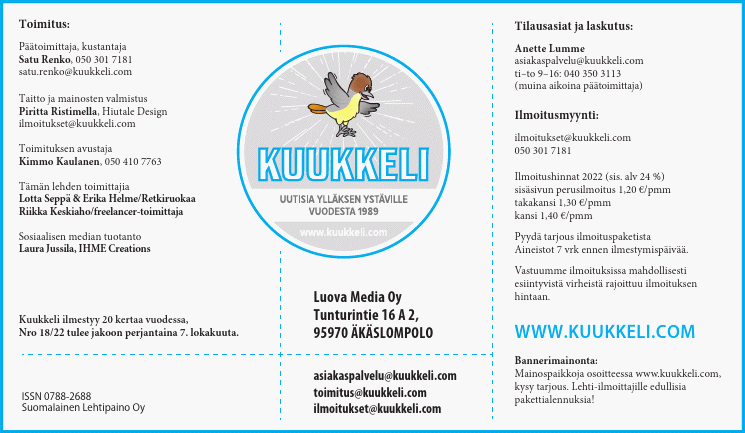 Toimitus:
Päätoimittaja, kustantaja
Satu Renko, 050 301 7181
satu.renko@kuukkeli.com
Taitto ja mainosten valmistus
Piritta Ristimella, Hiutale Design
ilmoitukset@kuukkeli.com
Toimituksen avustaja
Kimmo Kaulanen, 050 410 7763
Tämän lehden toimittajia
Lotta Seppä & Erika Helme/Retkiruokaa
Riikka Keskiaho/freelancer-toimittaja
Sosiaalisen median tuotanto
Laura Jussila, IHME Creations
Kuukkeli ilmestyy 20 kertaa vuodessa,
Nro 18/22 tulee jakoon perjantaina 7. lokakuuta.
ISSN 0788-2688
Suomalainen Lehtipaino Oy
KUUKKELI
UUTISIA YLLÄKSEN YSTÄVILLE
VUODESTA 1989
www.kuukkeli.com
Luova Media Oy
Tunturintie 16 A 2,
95970 ÄKÄSLOMPOLO
asiakaspalvelu@kuukkeli.com
toimitus@kuukkeli.com
ilmoitukset@kuukkeli.com
Tilausasiat ja laskutus:
Anette Lumme
asiakaspalvelu@kuukkeli.com
ti–to 9–16: 040 350 3113
(muina aikoina päätoimittaja)
Ilmoitusmyynti:
ilmoitukset@kuukkeli.com
050 301 7181
Ilmoitushinnat 2022 (sis. alv 24 %)
sisäsivun perusilmoitus 1,20 €/pmm
takakansi 1,30 €/pmm
kansi 1,40 €/pmm
Pyydä tarjous ilmoituspaketista
Aineistot 7 vrk ennen ilmestymispäivää.
Vastuumme ilmoituksissa mahdollisesti
esiintyvistä virheistä rajoittuu ilmoituksen
hintaan.
WWW.KUUKKELI.COM
Bannerimainonta:
Mainospaikkoja osoitteessa www.kuukkeli.com,
kysy tarjous. Lehti-ilmoittajille edullisia
pakettialennuksia!